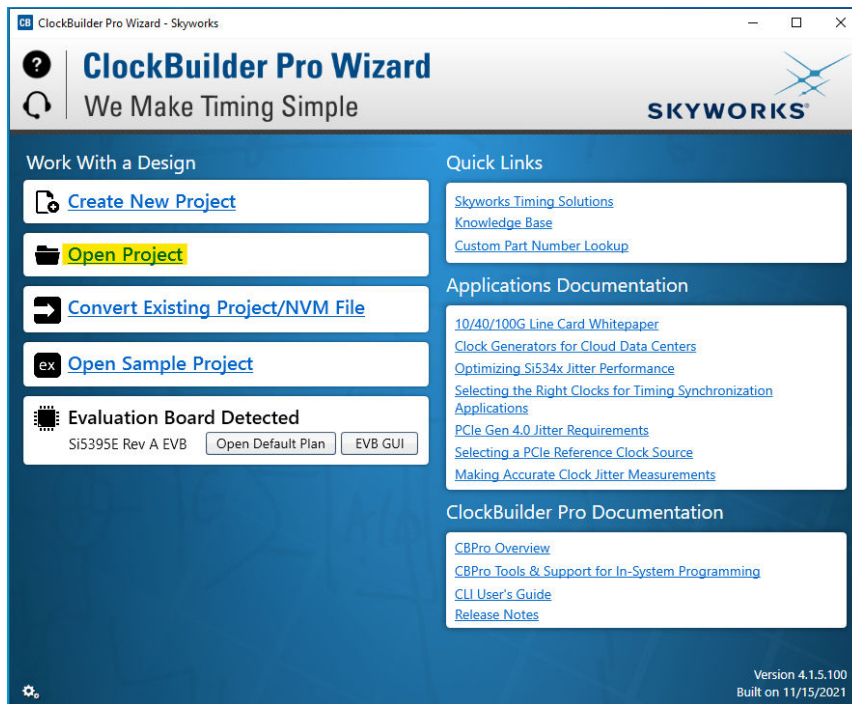 CB ClockBuilder Pro Wizard - Skyworks
?
ClockBuilder Pro Wizard
We Make Timing Simple
SKYWORKS®
Work With a Design
Create New Project
Open Project
Convert Existing Project/NVM File
ex Open Sample Project
Evaluation Board Detected
Si5395E Rev A EVB Open Default Plan EVB GUI
Quick Links
Skyworks Timing Solutions
Knowledge Base
Custom Part Number Lookup
Applications Documentation
10/40/100G Line Card Whitepaper
Clock Generators for Cloud Data Centers
Optimizing Si534x Jitter Performance
Selecting the Right Clocks for Timing Synchronization
Applications
PCIe Gen 4.0 Jitter Requirements
Selecting a PCIe Reference Clock Source
Making Accurate Clock Jitter Measurements
ClockBuilder Pro Documentation
CBPro Overview
CBPro Tools & Support for In-System Programming
CLI User's Guide
Release Notes
Version 4.1.5.100
Built on 11/15/2021